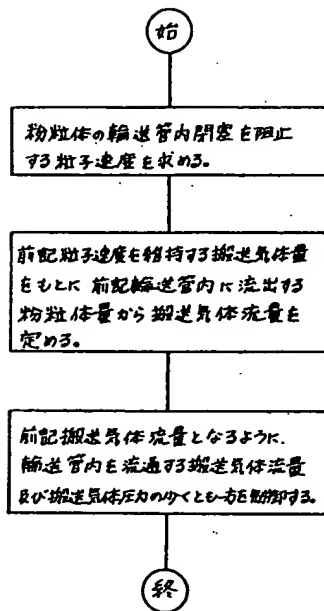 始
粉粒体の輸送管内閉塞を阻止
する粒子速度を求める。
前記粒子速度を維持する搬送気体量
をもとに前記輸送管内に流出する
粉粒体量から搬送気体流量を
定める。
前記搬送気体流量となるように、
輸送管内を流通する搬送気体流量
及び搬送気体圧力の少くとも一方を制御する。
終